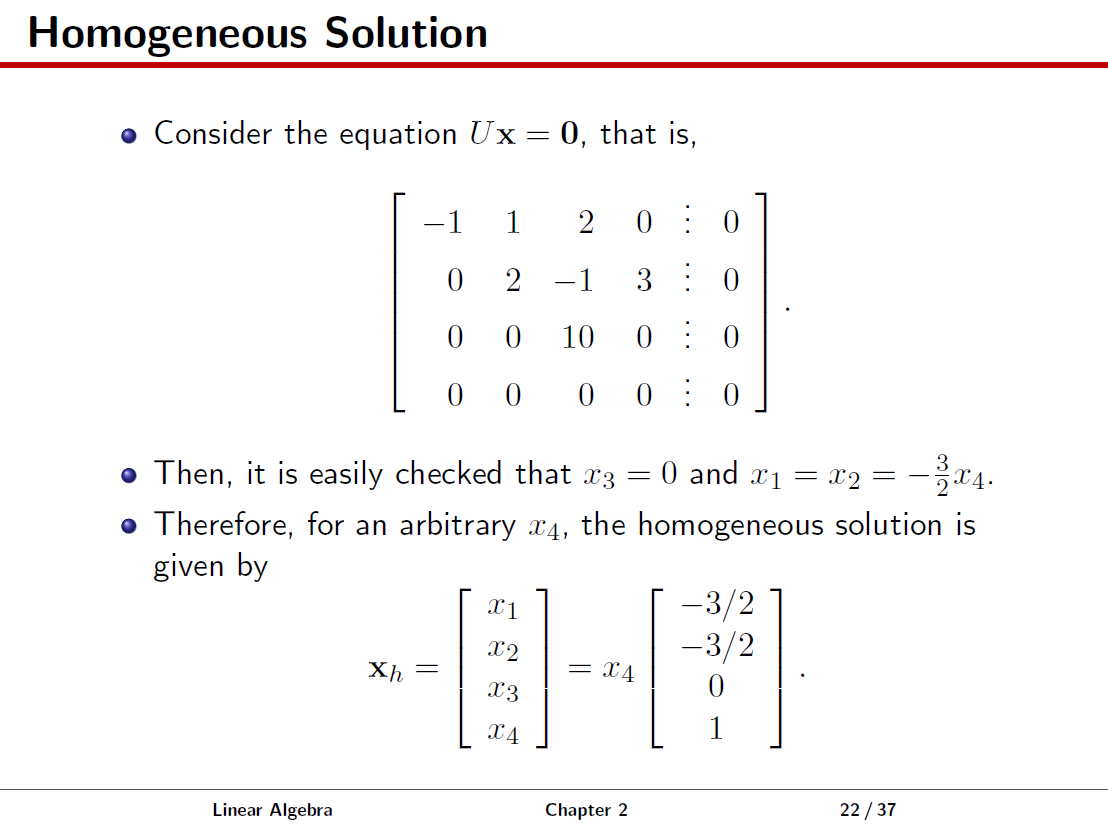 Homogeneous Solution
Consider the equation Ux = 0, that is,
−1 1 2 0 ⋮ 0
0 2 −1 3 ⋮ 0
0 0 10 0 ⋮ 0
0 0 0 0 ⋮ 0
.
Then, it is easily checked that x₃ = 0 and x₁ = x₂ = −3/2 x₄.
Therefore, for an arbitrary x₄, the homogeneous solution is
given by
xₕ = [ x₁ x₂ x₃ x₄ ] = x₄ [ −3/2 −3/2 0 1 ] .
Linear Algebra Chapter 2 22 / 37